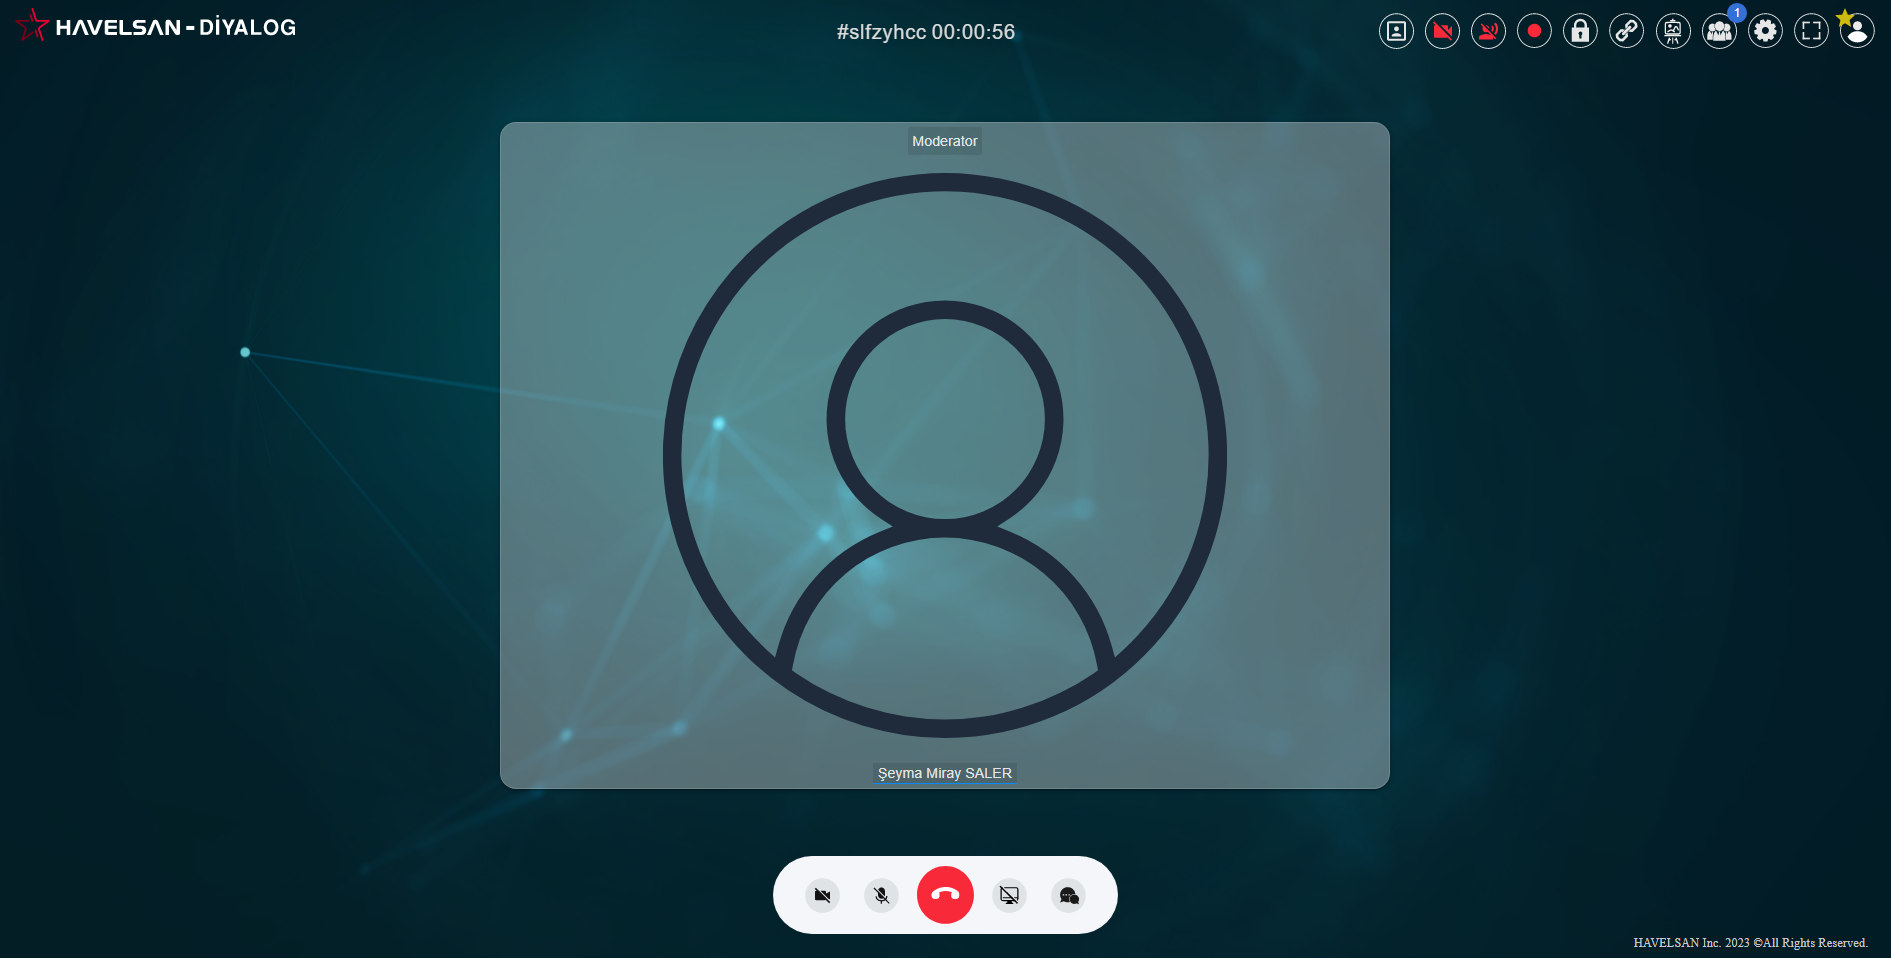 HAVELSAN - DİYALOG
#slfzyhcc 00:00:56
1
Moderator
Şeyma Miray SALER
HAVELSAN Inc. 2023 ©All Rights Reserved.